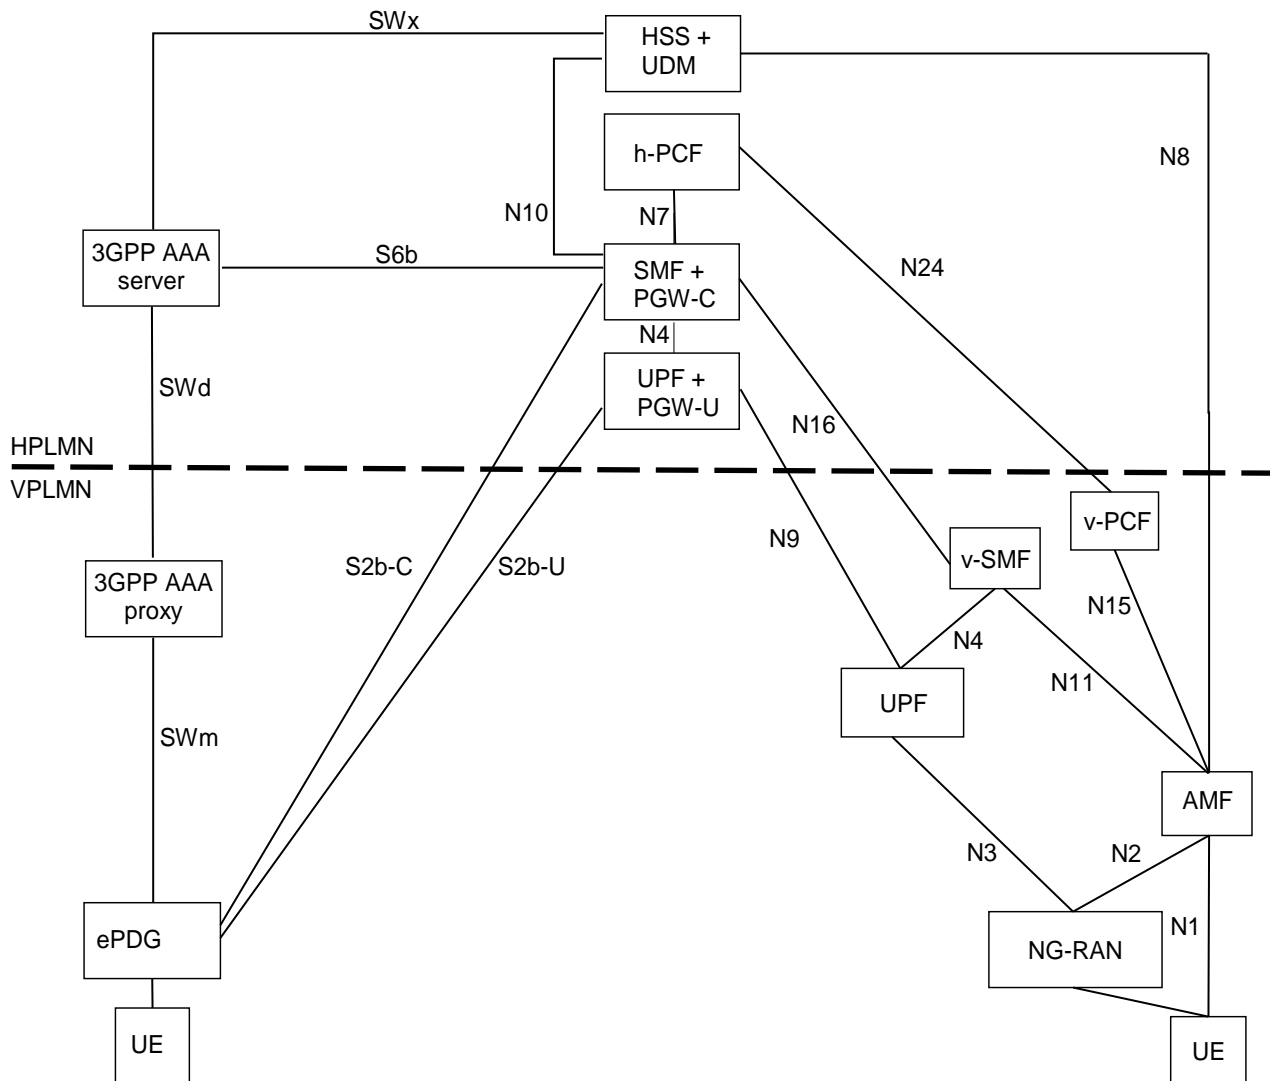 SWx
HSS +
UDM
h-PCF
N8
N10
N7
3GPP AAA
server
S6b
SMF +
PGW-C
N24
N4
SWd
UPF +
PGW-U
N16
HPLMN
VPLMN
v-PCF
N9
v-SMF
S2b-C
S2b-U
3GPP AAA
proxy
N15
N4
N11
UPF
SWm
AMF
N3
N2
ePDG
N1
NG-RAN
UE
UE